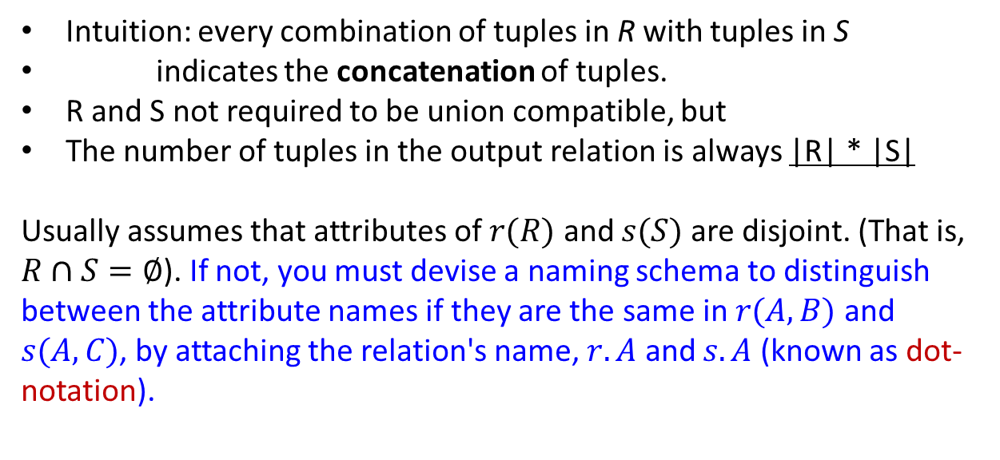 • Intuition: every combination of tuples in R with tuples in S
• indicates the concatenation of tuples.
• R and S not required to be union compatible, but
• The number of tuples in the output relation is always |R| * |S|
Usually assumes that attributes of r(R) and s(S) are disjoint. (That is,
R ∩ S = ∅). If not, you must devise a naming schema to distinguish
between the attribute names if they are the same in r(A, B) and
s(A, C), by attaching the relation's name, r. A and s. A (known as dot-
notation).